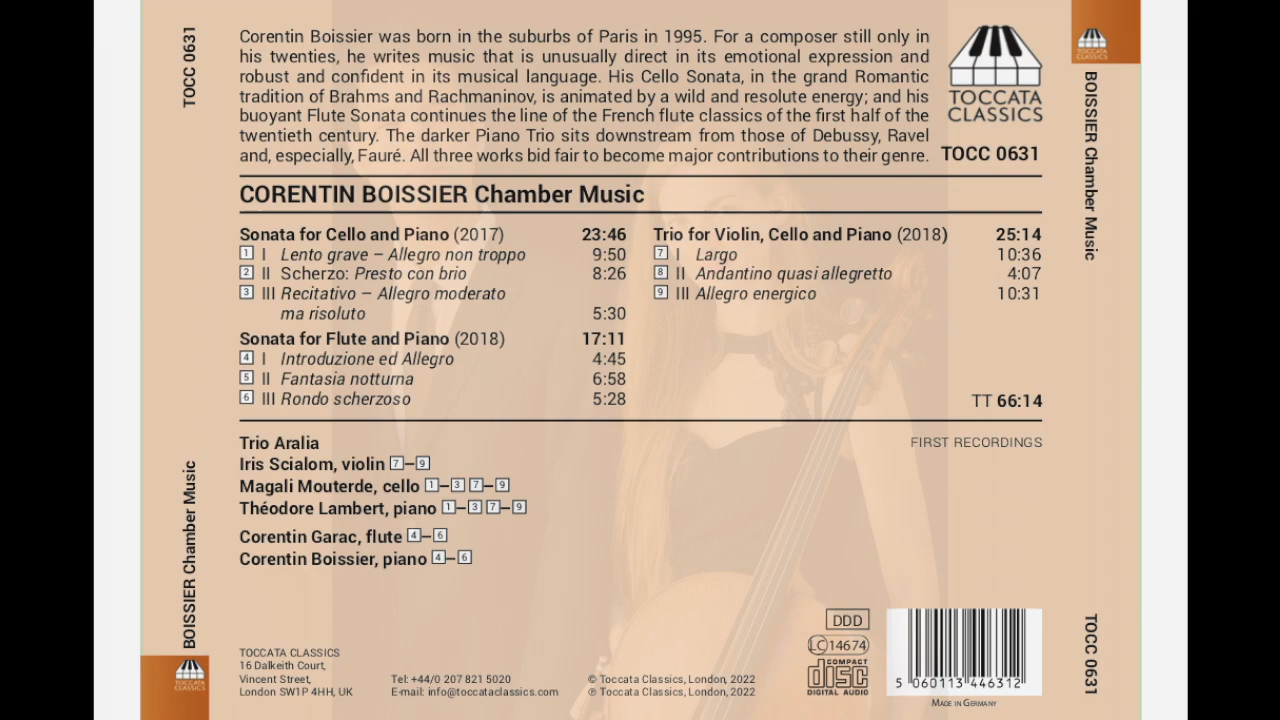 TOCC 0631
BOISSIER Chamber Music
TOCCATA
CLASSICS
Corentin Boissier was born in the suburbs of Paris in 1995. For a composer still only in
his twenties, he writes music that is unusually direct in its emotional expression and
robust and confident in its musical language. His Cello Sonata, in the grand Romantic
tradition of Brahms and Rachmaninov, is animated by a wild and resolute energy; and his
buoyant Flute Sonata continues the line of the French flute classics of the first half of the
twentieth century. The darker Piano Trio sits downstream from those of Debussy, Ravel
and, especially, Fauré. All three works bid fair to become major contributions to their genre.
TOCCATA
CLASSICS
TOCC 0631
CORENTIN BOISSIER Chamber Music
Sonata for Cello and Piano (2017) 23:46
1 I Lento grave – Allegro non troppo 9:50
2 II Scherzo: Presto con brio 8:26
3 III Recitativo – Allegro moderato
ma risoluto 5:30
Sonata for Flute and Piano (2018) 17:11
4 I Introduzione ed Allegro 4:45
5 II Fantasia notturna 6:58
6 III Rondo scherzoso 5:28
Trio for Violin, Cello and Piano (2018) 25:14
7 I Largo 10:36
8 II Andantino quasi allegretto 4:07
9 III Allegro energico 10:31
TT 66:14
Trio Aralia
Iris Scialom, violin 7–9
Magali Mouterde, cello 1–3 7–9
Théodore Lambert, piano 1–3 7–9
Corentin Garac, flute 4–6
Corentin Boissier, piano 4–6
FIRST RECORDINGS
TOCCATA CLASSICS
16 Dalkeith Court,
Vincent Street,
London SW1P 4HH, UK
Tel: +44/0 207 821 5020
E-mail: info@toccataclassics.com
© Toccata Classics, London, 2022
℗ Toccata Classics, London, 2022
DDD
LC 14674
COMPACT
disc
DIGITAL AUDIO
5 060113 446312
MADE IN GERMANY
TOCCATA
CLASSICS
BOISSIER Chamber Music
TOCC 0631